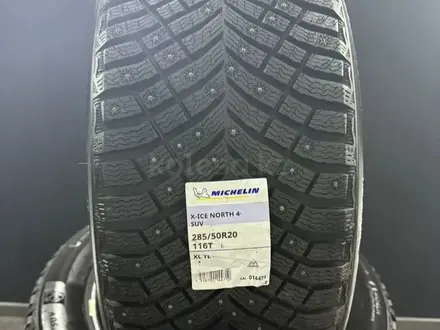 MICHELIN
X-ICE NORTH 4
SUV
285/50R20
116T
XL TL